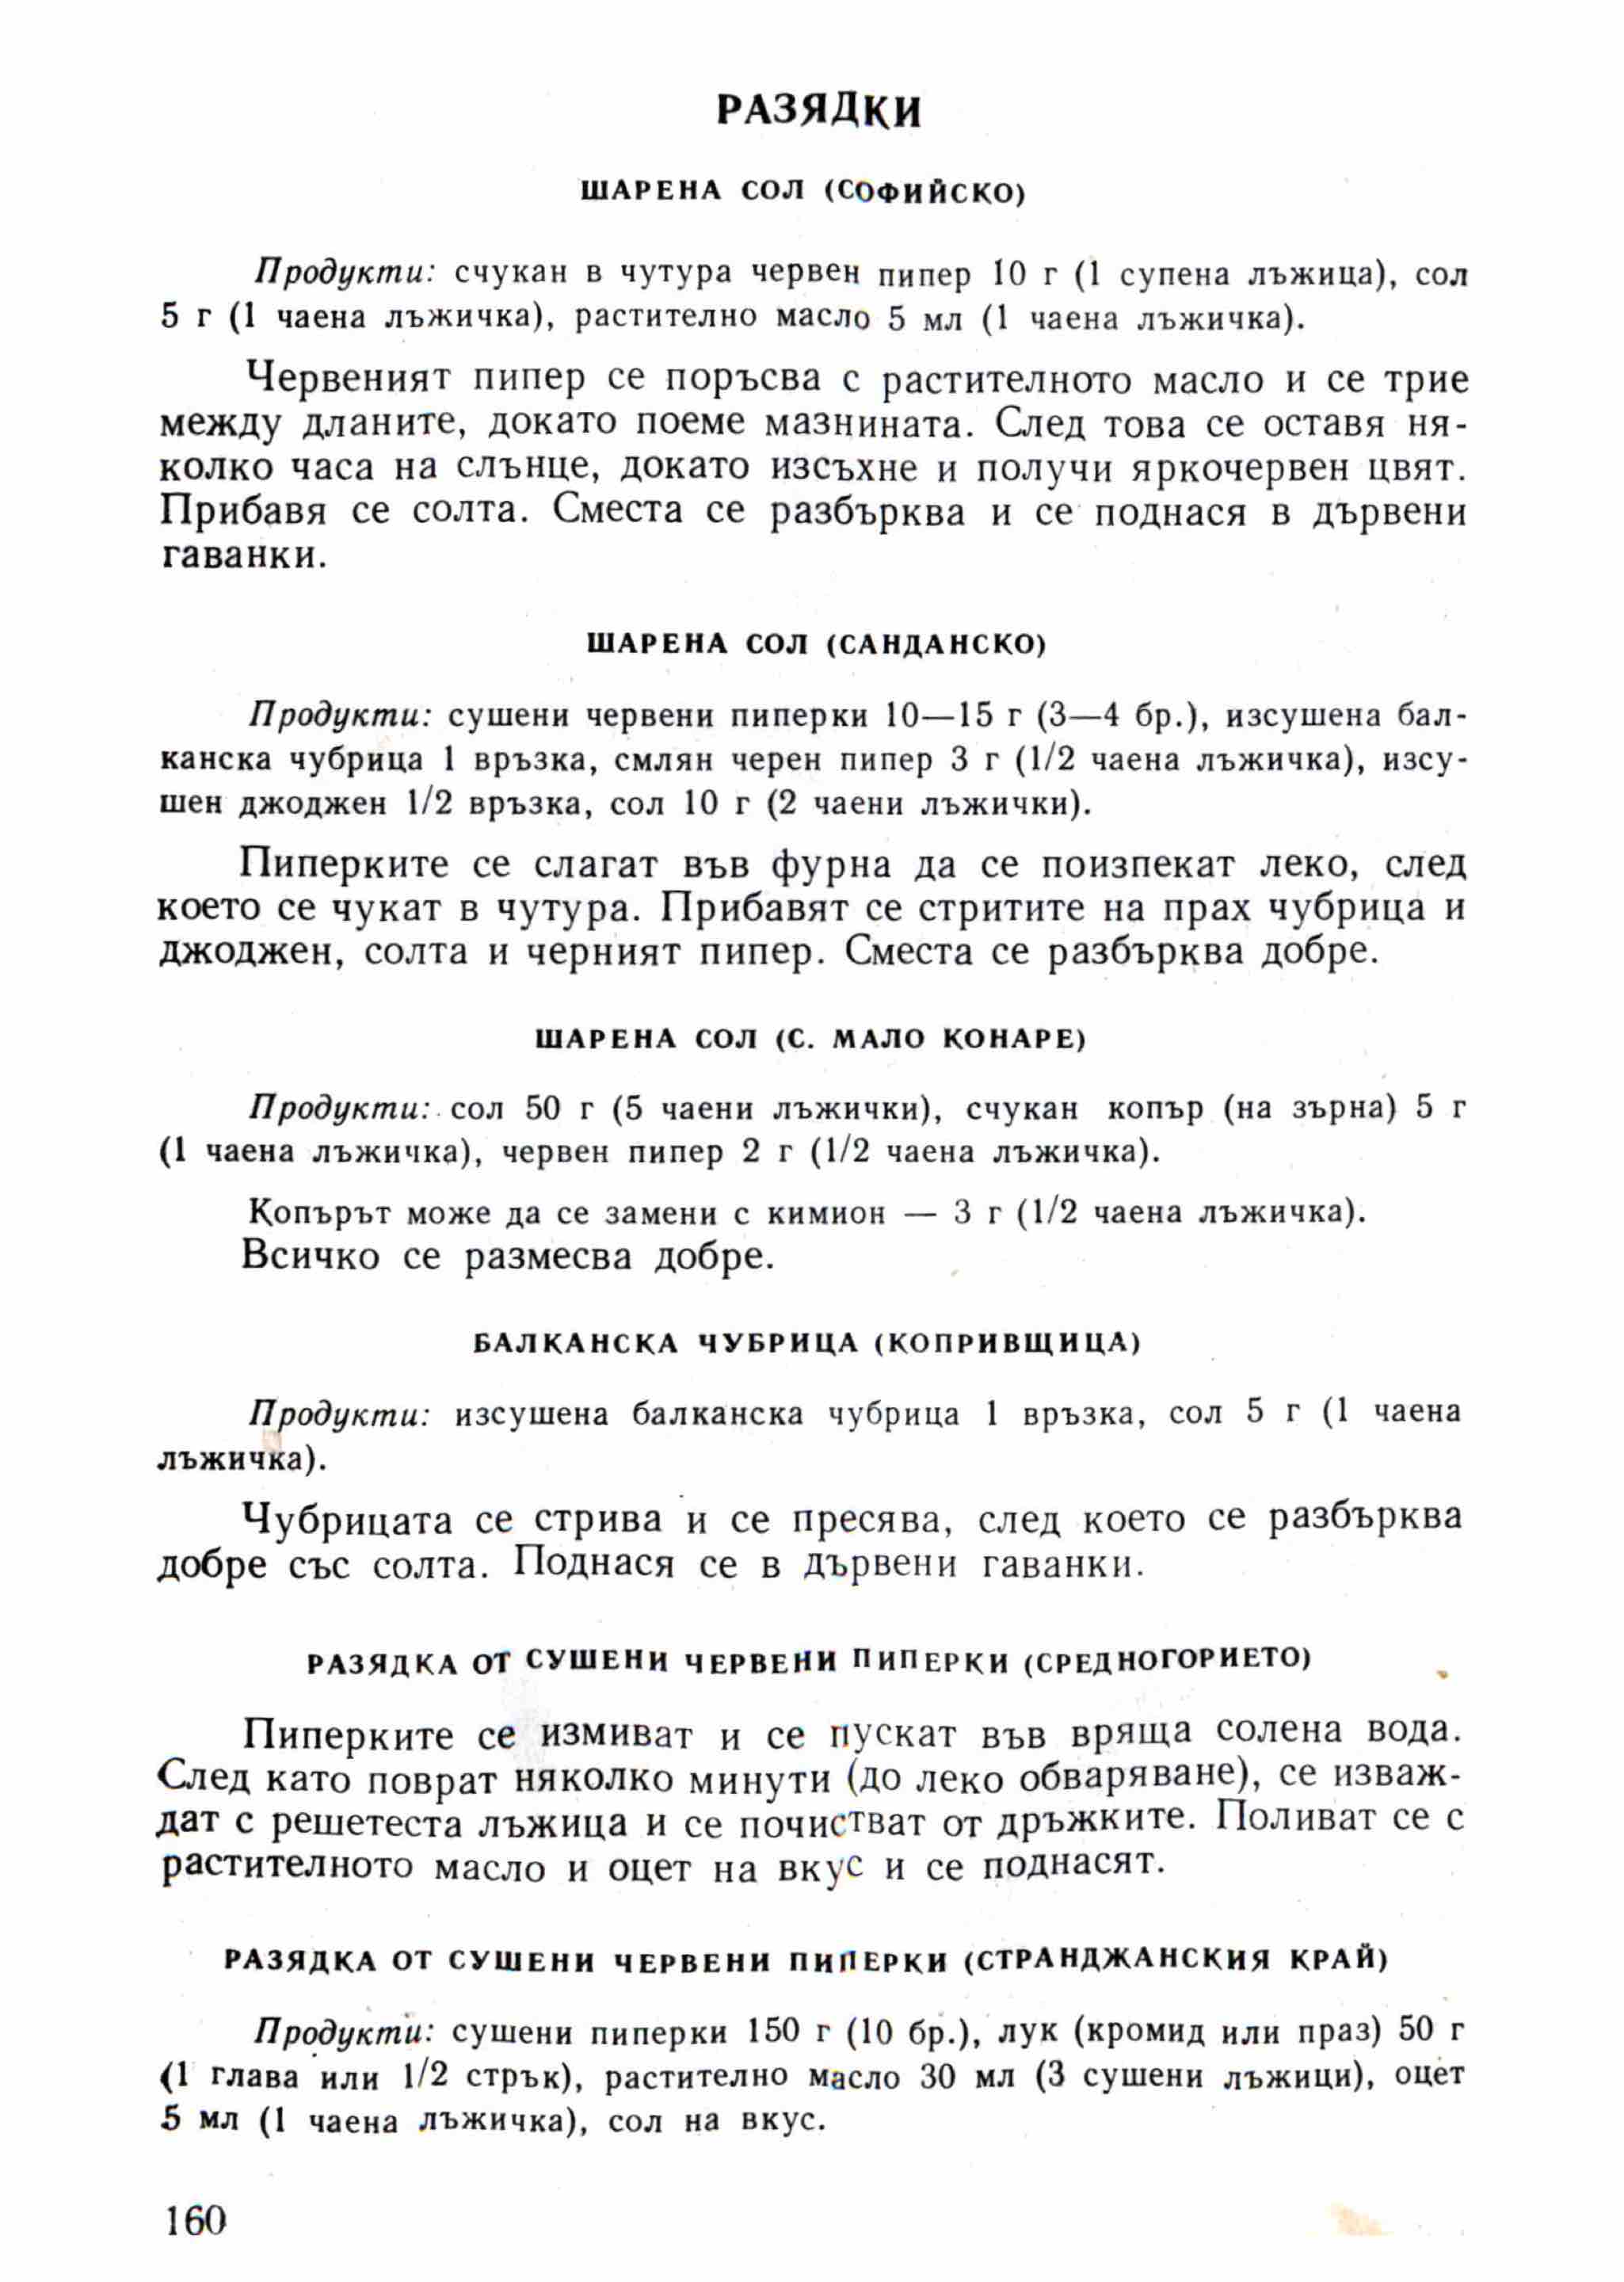 РАЗЯДКИ
ШАРЕНА СОЛ (СОФИЙСКО)
Продукти: счукан в чутура червен пипер 10 г (1 супена лъжица), сол
5 г (1 чаена лъжичка), растително масло 5 мл (1 чаена лъжичка).
Червеният пипер се поръсва с растителното масло и се трие
между дланите, докато поеме мазнината. След това се оставя ня-
колко часа на слънце, докато изсъхне и получи яркочервен цвят.
Прибавя се солта. Сместа се разбърква и се поднася в дървени
гаванки.
ШАРЕНА СОЛ (САНДАНСКО)
Продукти: сушени червени пиперки 10—15 г (3—4 бр.), изсушена бал-
канска чубрица 1 връзка, смлян черен пипер 3 г (1/2 чаена лъжичка), изсу-
шен джоджен 1/2 връзка, сол 10 г (2 чаени лъжички).
Пиперките се слагат във фурна да се поизпекат леко, след
което се чукат в чутура. Прибавят се стритите на прах чубрица и
джоджен, солта и черният пипер. Сместа се разбърква добре.
ШАРЕНА СОЛ (С. МАЛО КОНАРЕ)
Продукти: сол 50 г (5 чаени лъжички), счукан копър (на зърна) 5 г
(1 чаена лъжичка), червен пипер 2 г (1/2 чаена лъжичка).
Копърът може да се замени с кимион — 3 г (1/2 чаена лъжичка).
Всичко се размесва добре.
БАЛКАНСКА ЧУБРИЦА (КОПРИВЩИЦА)
Продукти: изсушена балканска чубрица 1 връзка, сол 5 г (1 чаена
лъжичка).
Чубрицата се стрива и се пресява, след което се разбърква
добре със солта. Поднася се в дървени гаванки.
РАЗЯДКА ОТ СУШЕНИ ЧЕРВЕНИ ПИПЕРКИ (СРЕДНОГОРИЕТО)
Пиперките се измиват и се пускат във вряща солена вода.
След като поврат няколко минути (до леко обваряване), се изваж-
дат с решетеста лъжица и се почистват от дръжките. Поливат се с
растителното масло и оцет на вкус и се поднасят.
РАЗЯДКА ОТ СУШЕНИ ЧЕРВЕНИ ПИПЕРКИ (СТРАНДЖАНСКИЯ КРАЙ)
Продукти: сушени пиперки 150 г (10 бр.), лук (кромид или праз) 50 г
(1 глава или 1/2 стрък), растително масло 30 мл (3 сушени лъжици), оцет
5 мл (1 чаена лъжичка), сол на вкус.
160